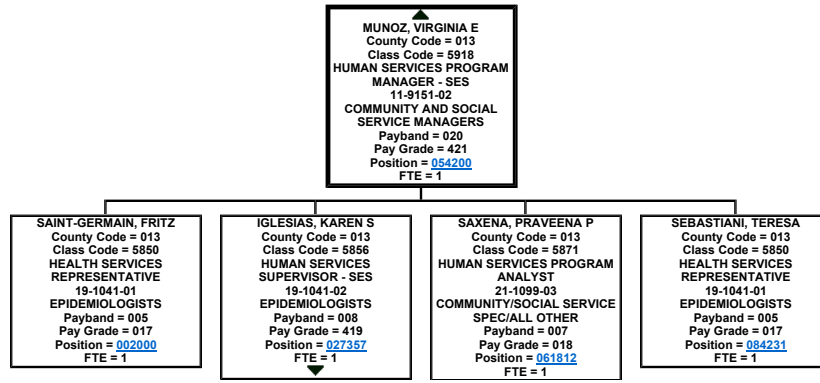 MUNOZ, VIRGINIA E
County Code = 013
Class Code = 5918
HUMAN SERVICES PROGRAM
MANAGER - SES
11-9151-02
COMMUNITY AND SOCIAL
SERVICE MANAGERS
Payband = 020
Pay Grade = 421
Position = 054200
FTE = 1
SAINT-GERMAIN, FRITZ
County Code = 013
Class Code = 5850
HEALTH SERVICES
REPRESENTATIVE
19-1041-01
EPIDEMIOLOGISTS
Payband = 005
Pay Grade = 017
Position = 002000
FTE = 1
IGLESIAS, KAREN S
County Code = 013
Class Code = 5856
HUMAN SERVICES
SUPERVISOR - SES
19-1041-02
EPIDEMIOLOGISTS
Payband = 008
Pay Grade = 419
Position = 027357
FTE = 1
SAXENA, PRAVEENA P
County Code = 013
Class Code = 5871
HUMAN SERVICES PROGRAM
ANALYST
21-1099-03
COMMUNITY/SOCIAL SERVICE
SPEC/ALL OTHER
Payband = 007
Pay Grade = 018
Position = 061812
FTE = 1
SEBASTIANI, TERESA
County Code = 013
Class Code = 5850
HEALTH SERVICES
REPRESENTATIVE
19-1041-01
EPIDEMIOLOGISTS
Payband = 005
Pay Grade = 017
Position = 084231
FTE = 1